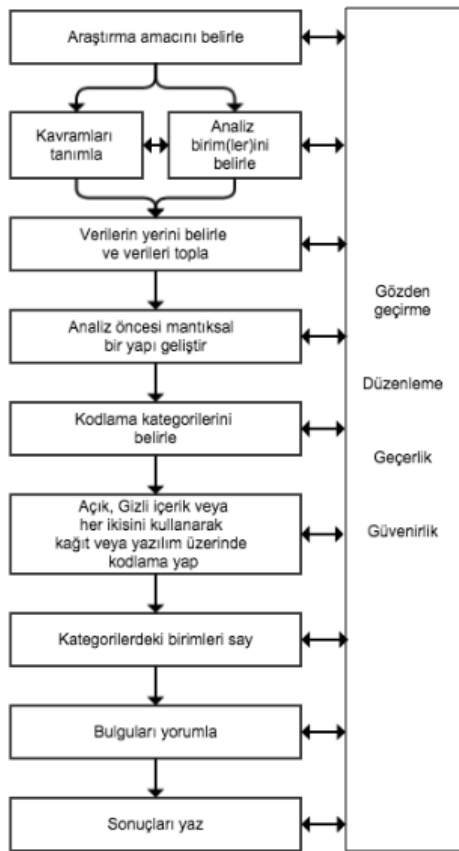 Araştırma amacını belirle
Kavramları
tanımla
Analiz
birim(ler)ini
belirle
Verilerin yerini belirle
ve verileri topla
Analiz öncesi mantıksal
bir yapı geliştir
Kodlama kategorilerini
belirle
Açık, Gizli içerik veya
her ikisini kullanarak
kağıt veya yazılım üzerinde
kodlama yap
Kategorilerdeki birimleri say
Bulguları yorumla
Sonuçları yaz
Gözden
geçirme
Düzenleme
Geçerlik
Güvenirlik